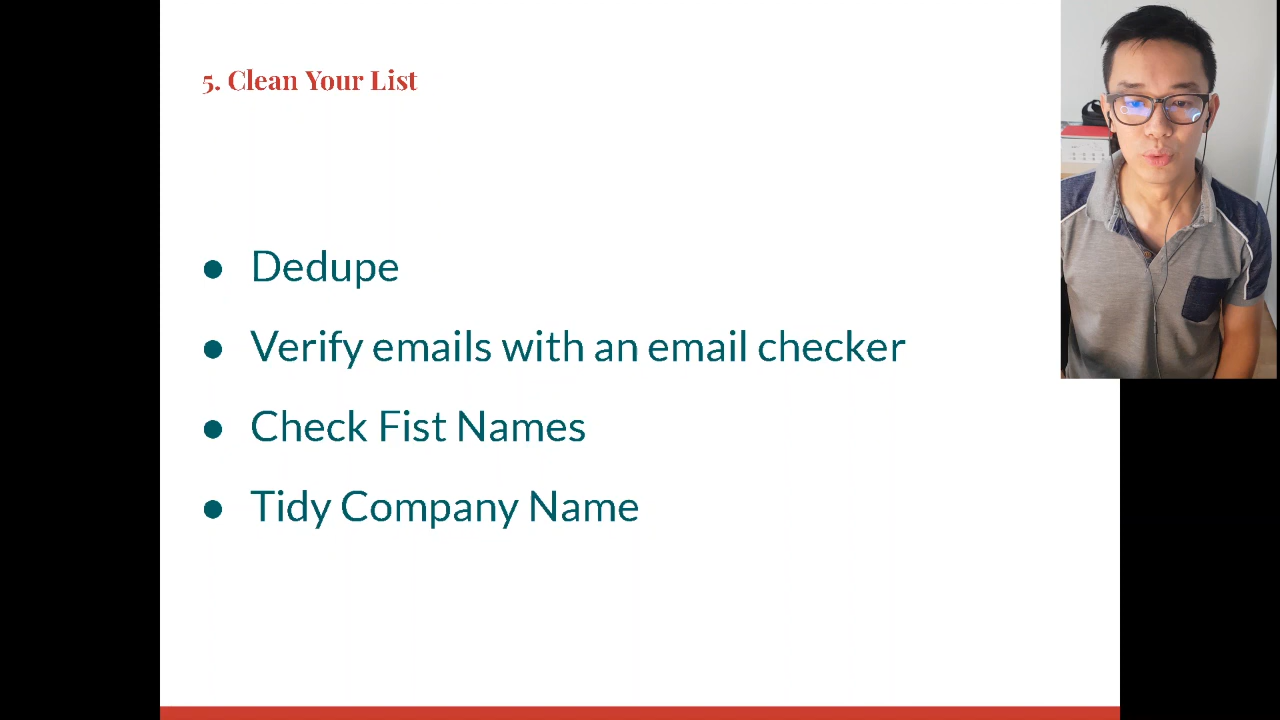 5. Clean Your List
● Dedupe
● Verify emails with an email checker
● Check Fist Names
● Tidy Company Name